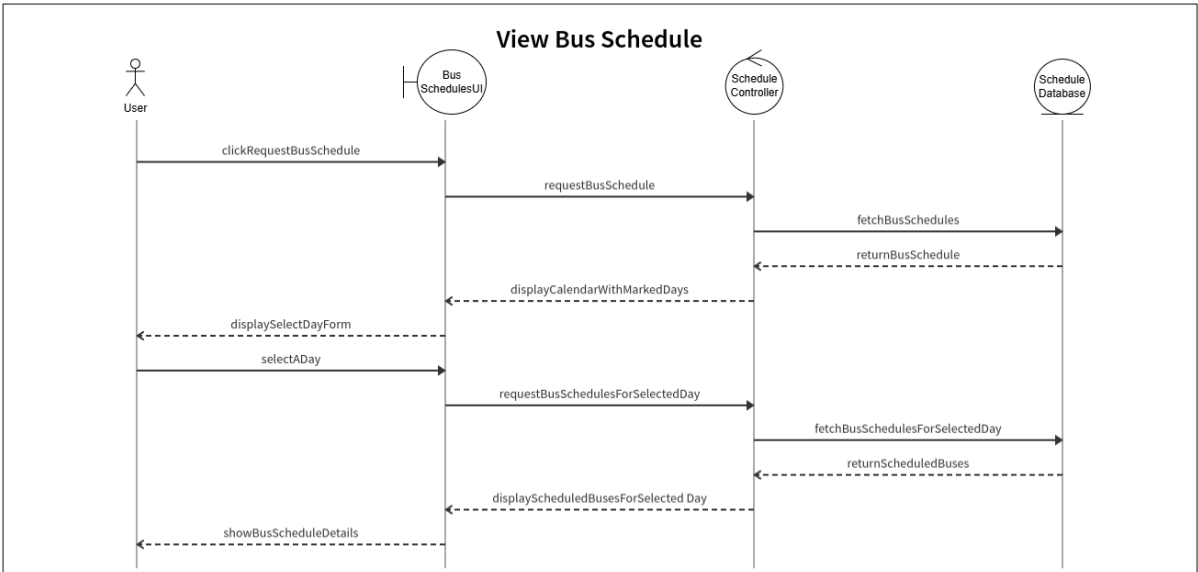 View Bus Schedule
User
Bus
SchedulesUI
Schedule
Controller
Schedule
Database
clickRequestBusSchedule
requestBusSchedule
fetchBusSchedules
returnBusSchedule
displayCalendarWithMarkedDays
displaySelectDayForm
selectADay
requestBusSchedulesForSelectedDay
fetchBusSchedulesForSelectedDay
returnScheduledBuses
displayScheduledBusesForSelected Day
showBusScheduleDetails